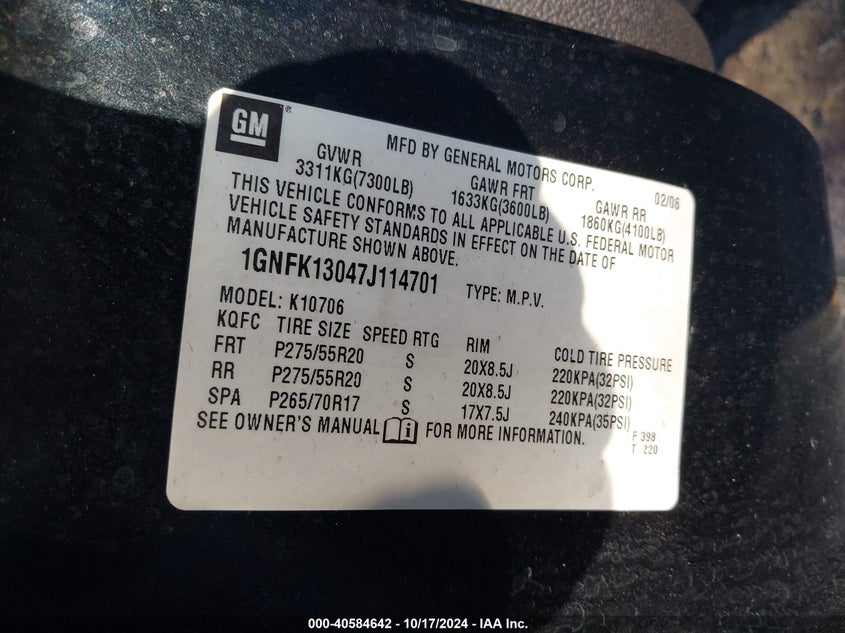 GM ®
MFD BY GENERAL MOTORS CORP. 02/06
GVWR GAWR FRT GAWR RR
3311KG(7300LB) 1633KG(3600LB) 1860KG(4100LB)
THIS VEHICLE CONFORMS TO ALL APPLICABLE U.S. FEDERAL MOTOR
VEHICLE SAFETY STANDARDS IN EFFECT ON THE DATE OF
MANUFACTURE SHOWN ABOVE.
1GNFK13047J114701 TYPE: M.P.V.
MODEL: K10706
KQFC TIRE SIZE SPEED RTG RIM COLD TIRE PRESSURE
FRT P275/55R20 S 20X8.5J 220KPA(32PSI)
RR P275/55R20 S 20X8.5J 220KPA(32PSI)
SPA P265/70R17 S 17X7.5J 240KPA(35PSI)
SEE OWNER'S MANUAL i FOR MORE INFORMATION. F 398
T 220
000-40584642 - 10/17/2024 - IAA Inc.